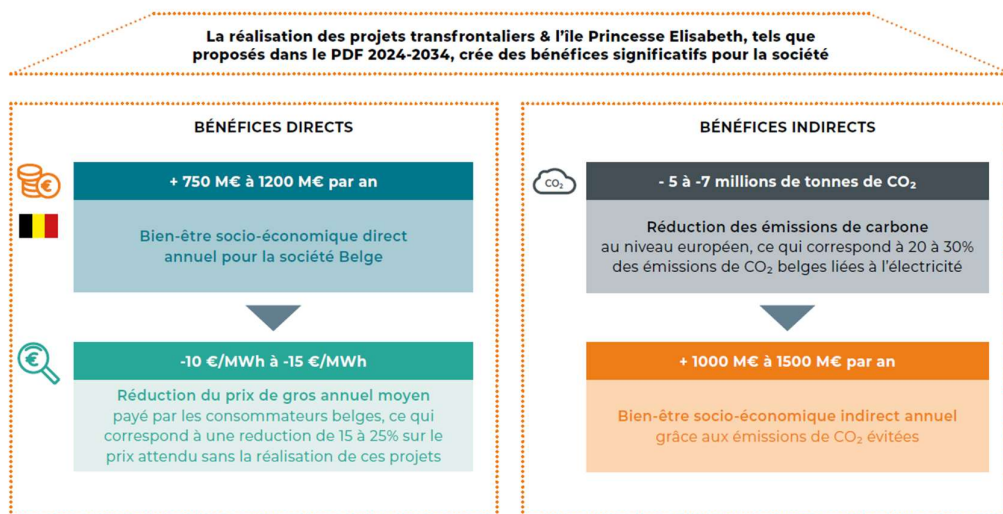 La réalisation des projets transfrontaliers & l'île Princesse Elisabeth, tels que
proposés dans le PDF 2024-2034, crée des bénéfices significatifs pour la société
BÉNÉFICES DIRECTS
+ 750 M€ à 1200 M€ par an
Bien-être socio-économique direct
annuel pour la société Belge
-10 €/MWh à -15 €/MWh
Réduction du prix de gros annuel moyen
payé par les consommateurs belges, ce qui
correspond à une reduction de 15 à 25% sur le
prix attendu sans la réalisation de ces projets
BÉNÉFICES INDIRECTS
CO₂
- 5 à -7 millions de tonnes de CO₂
Réduction des émissions de carbone
au niveau européen, ce qui correspond à 20 à 30%
des émissions de CO₂ belges liées à l'électricité
+ 1000 M€ à 1500 M€ par an
Bien-être socio-économique indirect annuel
grâce aux émissions de CO₂ évitées